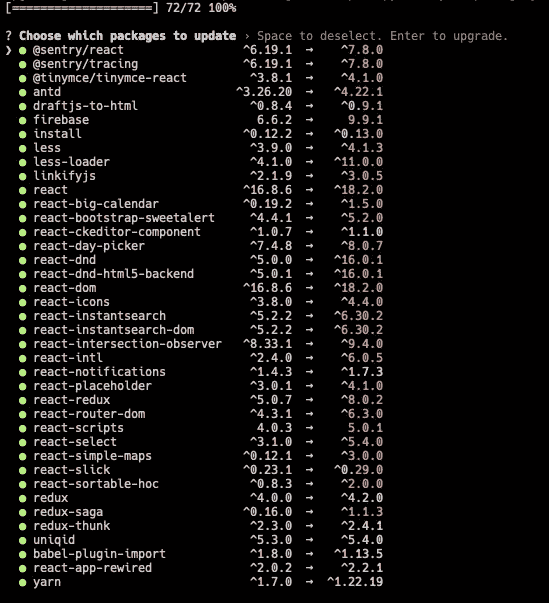 [====================] 72/72 100%
? Choose which packages to update › Space to deselect. Enter to upgrade.
❯ ● @sentry/react ^6.19.1 → ^7.8.0
● @sentry/tracing ^6.19.1 → ^7.8.0
● @tinymce/tinymce-react ^3.8.1 → ^4.1.0
● antd ^3.26.20 → ^4.22.1
● draftjs-to-html ^0.8.4 → ^0.9.1
● firebase 6.6.2 → 9.9.1
● install ^0.12.2 → ^0.13.0
● less ^3.9.0 → ^4.1.3
● less-loader ^4.1.0 → ^11.0.0
● linkifyjs ^2.1.9 → ^3.0.5
● react ^16.8.6 → ^18.2.0
● react-big-calendar ^0.19.2 → ^1.5.0
● react-bootstrap-sweetalert ^4.4.1 → ^5.2.0
● react-ckeditor-component ^1.0.7 → ^1.1.0
● react-day-picker ^7.4.8 → ^8.0.7
● react-dnd ^5.0.0 → ^16.0.1
● react-dnd-html5-backend ^5.0.1 → ^16.0.1
● react-dom ^16.8.6 → ^18.2.0
● react-icons ^3.8.0 → ^4.4.0
● react-instantsearch ^5.2.2 → ^6.30.2
● react-instantsearch-dom ^5.2.2 → ^6.30.2
● react-intersection-observer ^8.33.1 → ^9.4.0
● react-intl ^2.4.0 → ^6.0.5
● react-notifications ^1.4.3 → ^1.7.3
● react-placeholder ^3.0.1 → ^4.1.0
● react-redux ^5.0.7 → ^8.0.2
● react-router-dom ^4.3.1 → ^6.3.0
● react-scripts 4.0.3 → 5.0.1
● react-select ^3.1.0 → ^5.4.0
● react-simple-maps ^0.12.1 → ^3.0.0
● react-slick ^0.23.1 → ^0.29.0
● react-sortable-hoc ^0.8.3 → ^2.0.0
● redux ^4.0.0 → ^4.2.0
● redux-saga ^0.16.0 → ^1.1.3
● redux-thunk ^2.3.0 → ^2.4.1
● uniqid ^5.3.0 → ^5.4.0
● babel-plugin-import ^1.8.0 → ^1.13.5
● react-app-rewired ^2.0.2 → ^2.2.1
● yarn ^1.7.0 → ^1.22.19